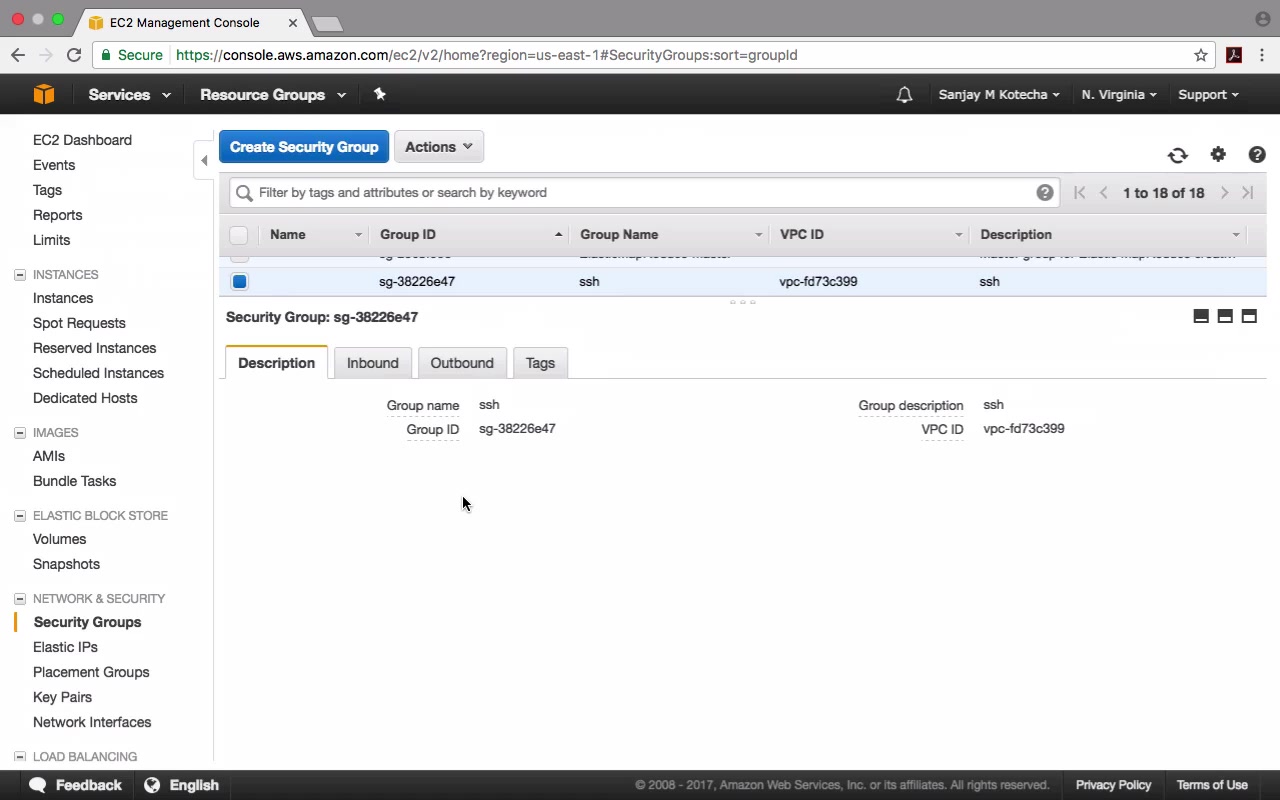 EC2 Management Console
Secure https://console.aws.amazon.com/ec2/v2/home?region=us-east-1#SecurityGroups:sort=groupId
Services Resource Groups Sanjay M Kotecha N. Virginia Support
EC2 Dashboard
Events
Tags
Reports
Limits
INSTANCES
Instances
Spot Requests
Reserved Instances
Scheduled Instances
Dedicated Hosts
IMAGES
AMIs
Bundle Tasks
ELASTIC BLOCK STORE
Volumes
Snapshots
NETWORK & SECURITY
Security Groups
Elastic IPs
Placement Groups
Key Pairs
Network Interfaces
LOAD BALANCING
Create Security Group Actions
Filter by tags and attributes or search by keyword 1 to 18 of 18
Name Group ID Group Name VPC ID Description
sg-38226e47 ssh vpc-fd73c399 ssh
Security Group: sg-38226e47
Description Inbound Outbound Tags
Group name ssh Group description ssh
Group ID sg-38226e47 VPC ID vpc-fd73c399
Feedback English © 2008 - 2017, Amazon Web Services, Inc. or its affiliates. All rights reserved. Privacy Policy Terms of Use